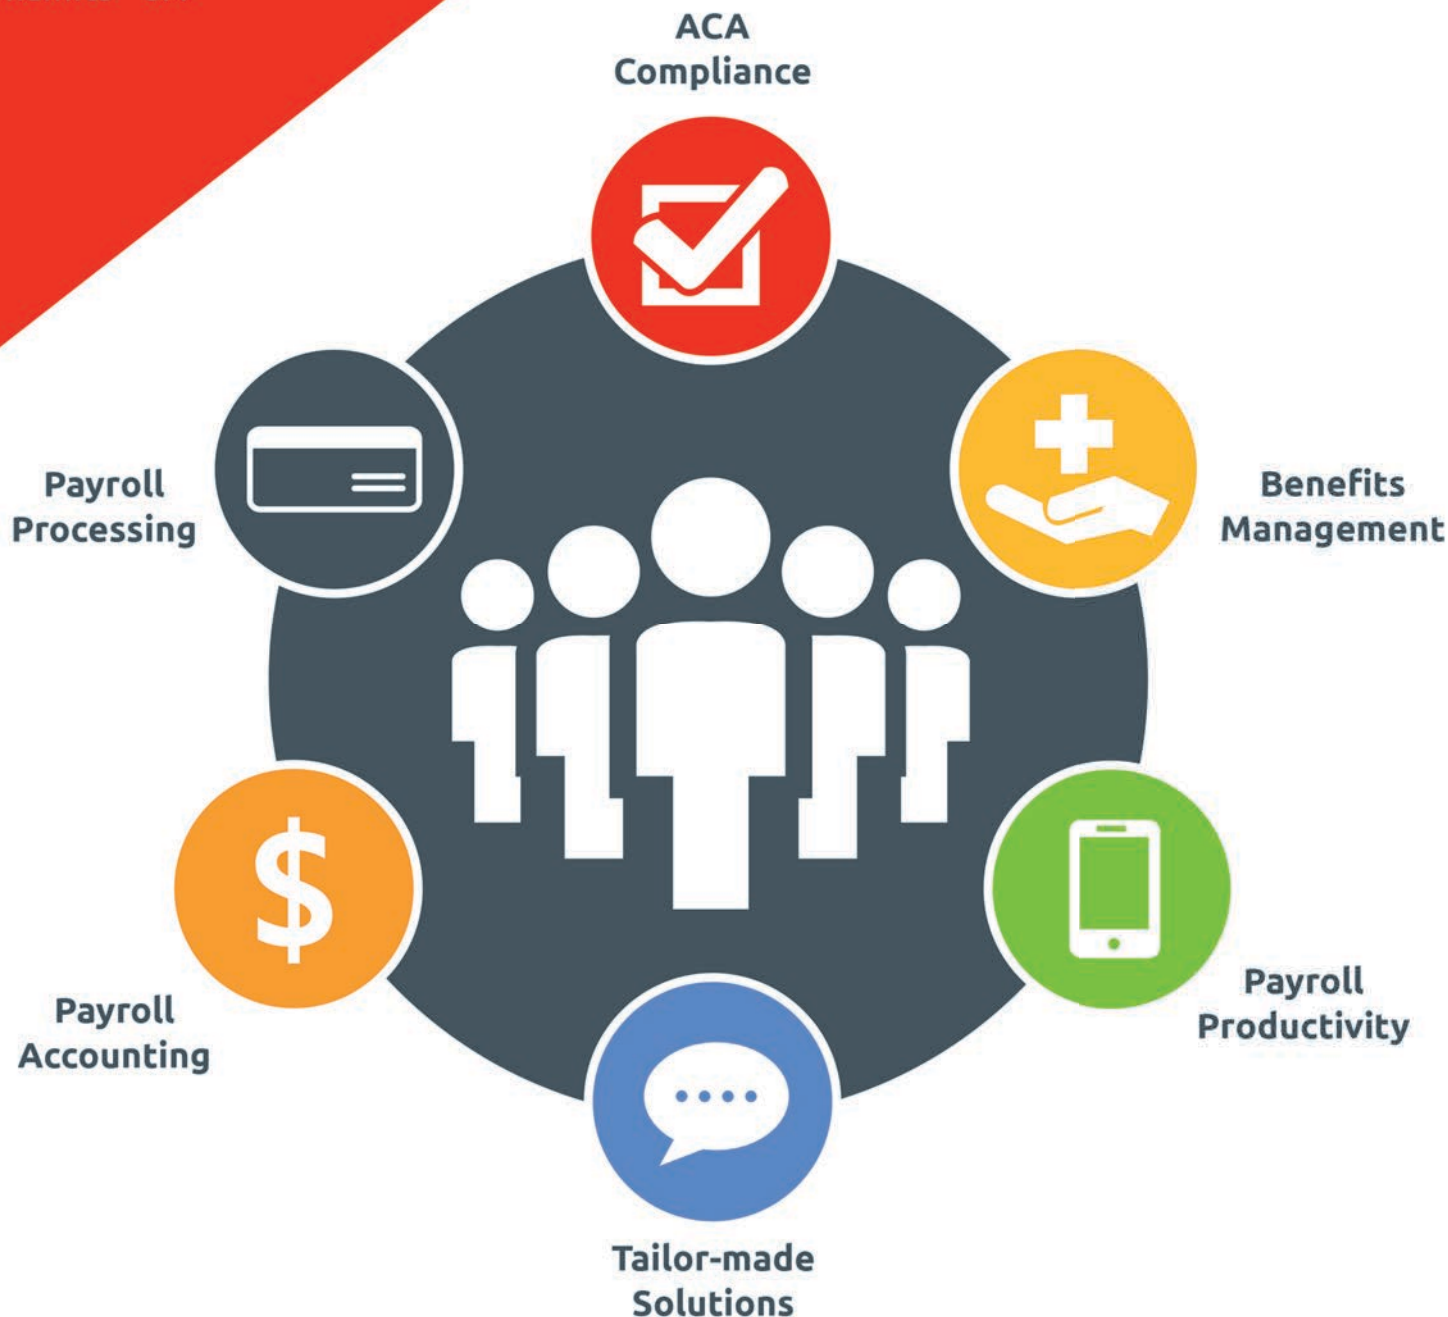 ACA
Compliance
Payroll
Processing
Benefits
Management
$
Payroll
Accounting
Payroll
Productivity
Tailor-made
Solutions